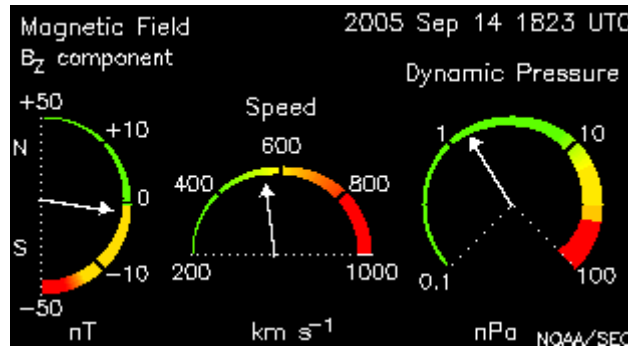 Magnetic Field
2005 Sep 14 1823 UTC
Bz component
Dynamic Pressure
+50
Speed
+10
N
600
1
10
400
800
0
S
-10
200
1000
0.1
100
-50
nT
km s⁻¹
nPa
NOAA/SEC